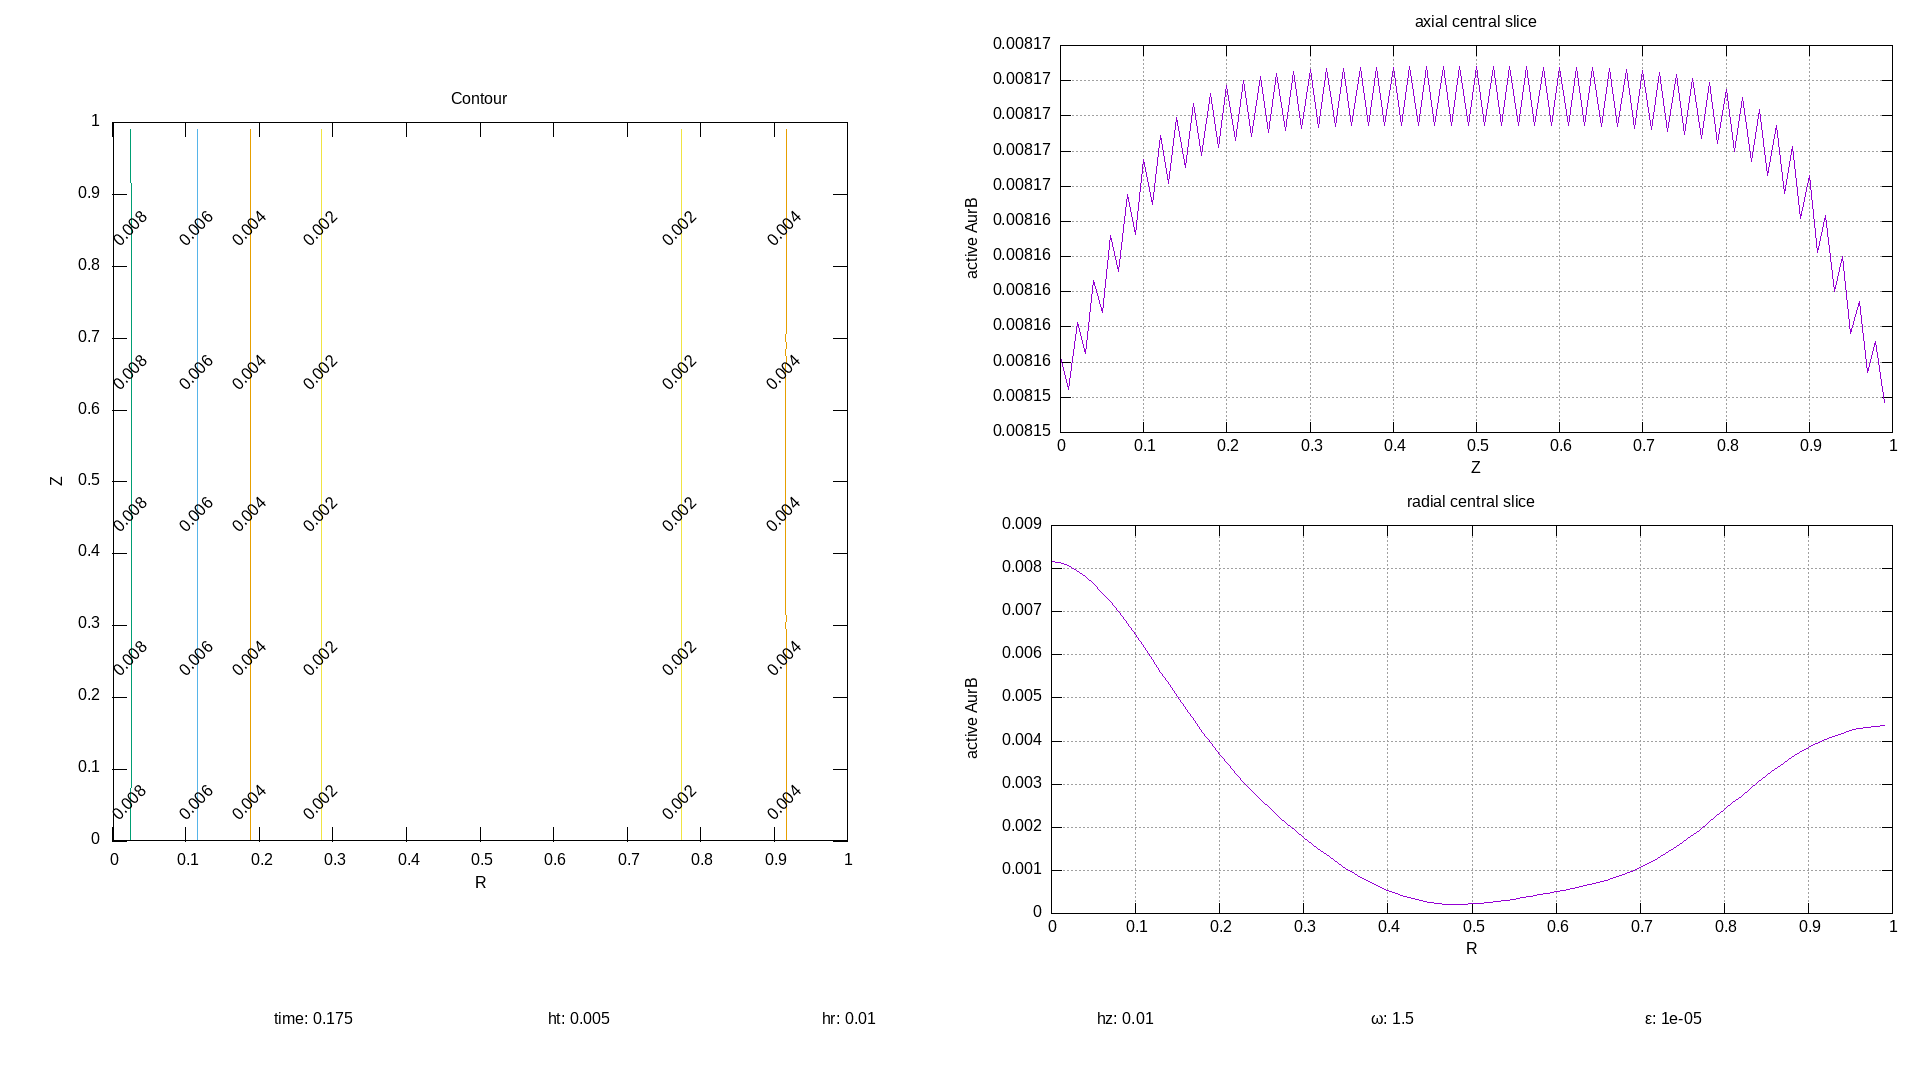 Contour
1
0.9
0.8
0.7
0.6
0.5
0.4
0.3
0.2
0.1
0
Z
0.008 0.006 0.004 0.002 0.002 0.004
0.008 0.006 0.004 0.002 0.002 0.004
0.008 0.006 0.004 0.002 0.002 0.004
0.008 0.006 0.004 0.002 0.002 0.004
0.008 0.006 0.004 0.002 0.002 0.004
0 0.1 0.2 0.3 0.4 0.5 0.6 0.7 0.8 0.9 1
R
axial central slice
0.00817
0.00817
0.00817
0.00817
0.00817
0.00816
0.00816
0.00816
0.00816
0.00816
0.00815
0.00815
active AurB
0 0.1 0.2 0.3 0.4 0.5 0.6 0.7 0.8 0.9 1
Z
radial central slice
0.009
0.008
0.007
0.006
0.005
0.004
0.003
0.002
0.001
0
active AurB
0 0.1 0.2 0.3 0.4 0.5 0.6 0.7 0.8 0.9 1
R
time: 0.175 ht: 0.005 hr: 0.01 hz: 0.01 ω: 1.5 ε: 1e-05